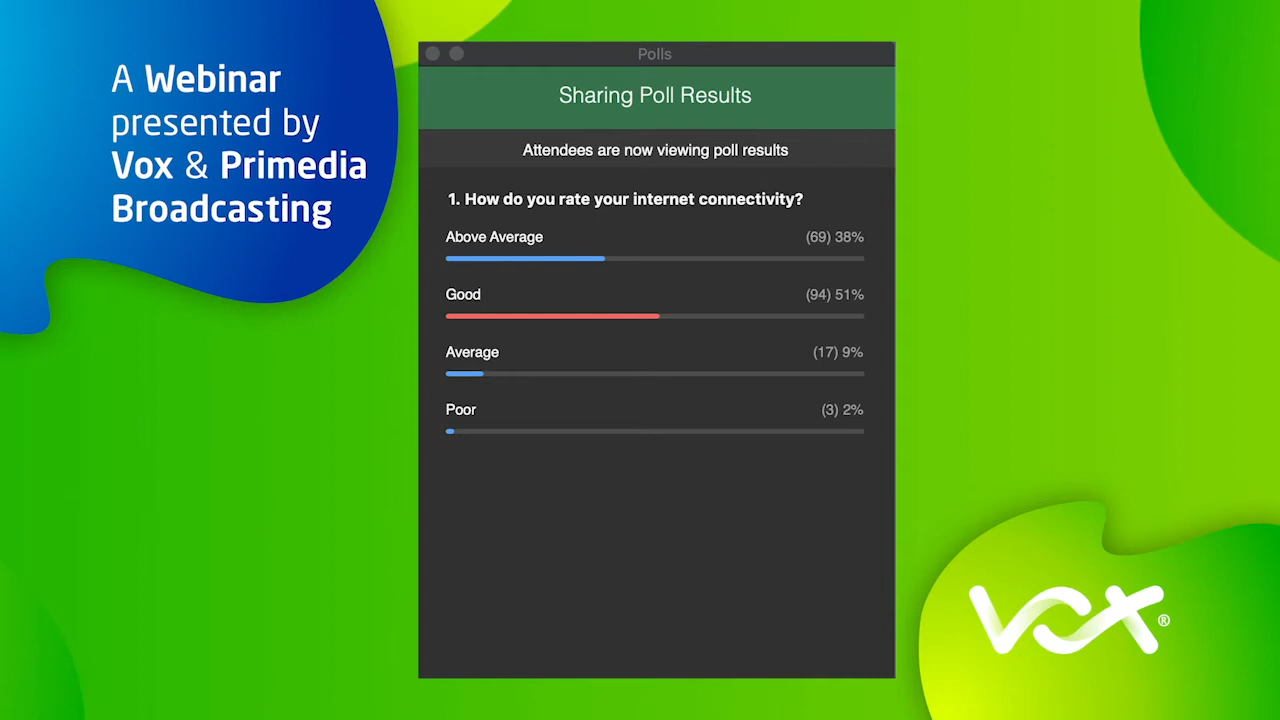 A Webinar
presented by
Vox & Primedia
Broadcasting
Polls
Sharing Poll Results
Attendees are now viewing poll results
1. How do you rate your internet connectivity?
Above Average (69) 38%
Good (94) 51%
Average (17) 9%
Poor (3) 2%
vox®